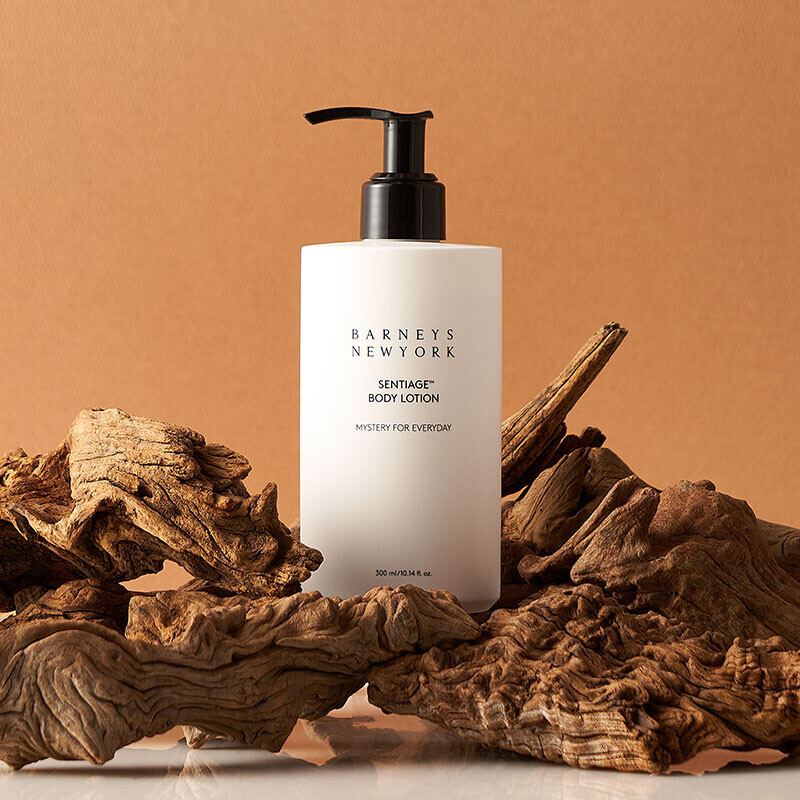 BARNEYS
NEWYORK
SENTIAGE™
BODY LOTION
MYSTERY FOR EVERYDAY
300 ml/10.14 fl. oz.